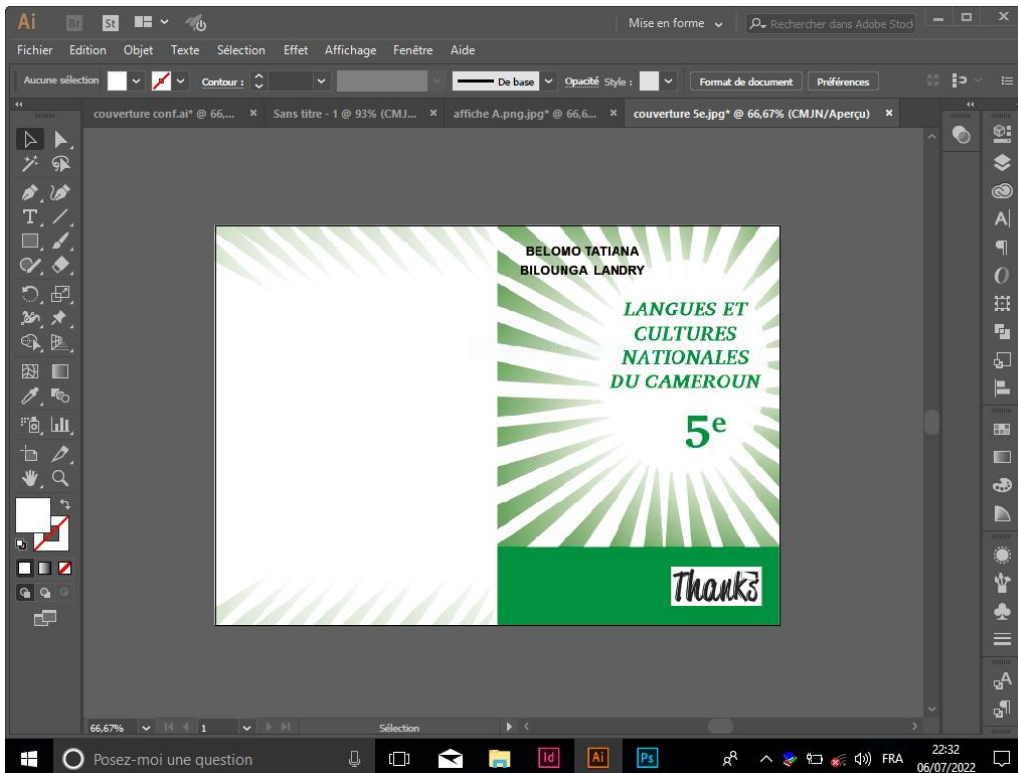 Ai Br St Mise en forme Rechercher dans Adobe Stock
Fichier Edition Objet Texte Sélection Effet Affichage Fenêtre Aide
Aucune sélection Contour : De base Opacité Style : Format de document Préférences
couverture conf.ai* @ 66,... × Sans titre - 1 @ 93% (CMJ... × affiche A.png.jpg* @ 66,6... × couverture 5e.jpg* @ 66,67% (CMJN/Aperçu) ×
BELOMO TATIANA
BILOUNGA LANDRY
LANGUES ET
CULTURES
NATIONALES
DU CAMEROUN
5e
Thanks
66,67% 1 Sélection
Posez-moi une question Id Ai Ps FRA 22:32
06/07/2022